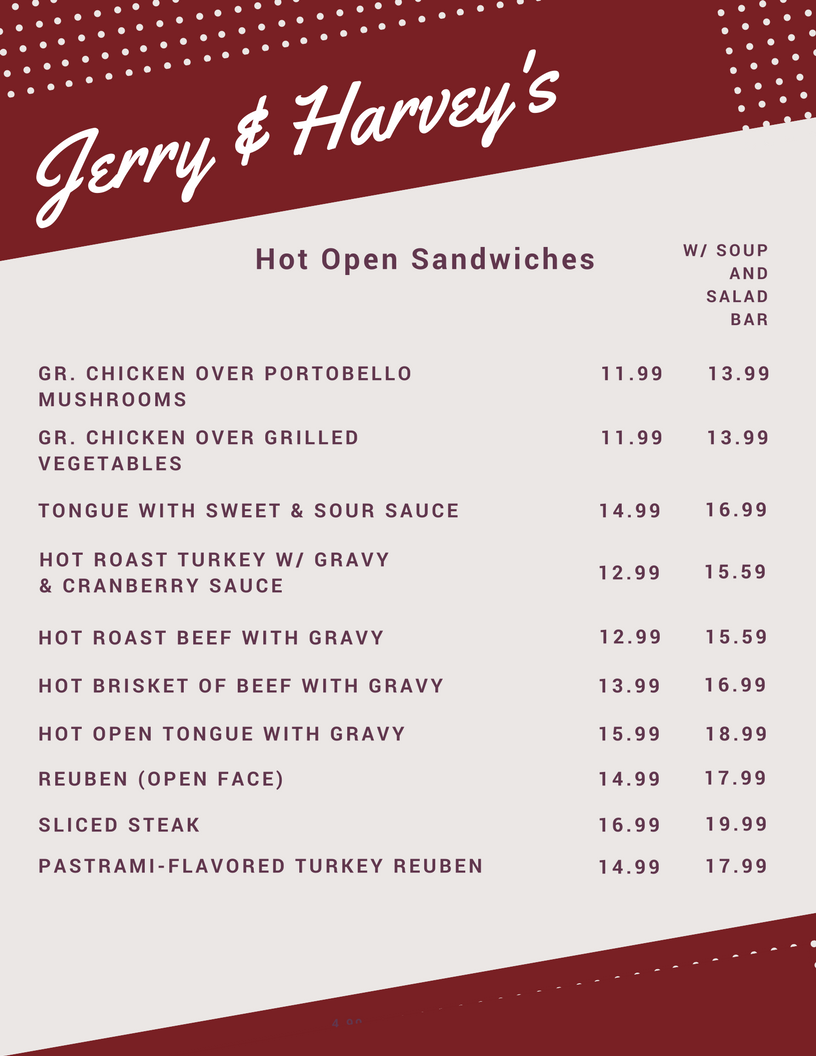 Jerry & Harvey's
Hot Open Sandwiches
W/ SOUP
AND
SALAD
BAR
GR. CHICKEN OVER PORTOBELLO 11.99 13.99
MUSHROOMS
GR. CHICKEN OVER GRILLED 11.99 13.99
VEGETABLES
TONGUE WITH SWEET & SOUR SAUCE 14.99 16.99
HOT ROAST TURKEY W/ GRAVY
& CRANBERRY SAUCE 12.99 15.59
HOT ROAST BEEF WITH GRAVY 12.99 15.59
HOT BRISKET OF BEEF WITH GRAVY 13.99 16.99
HOT OPEN TONGUE WITH GRAVY 15.99 18.99
REUBEN (OPEN FACE) 14.99 17.99
SLICED STEAK 16.99 19.99
PASTRAMI-FLAVORED TURKEY REUBEN 14.99 17.99